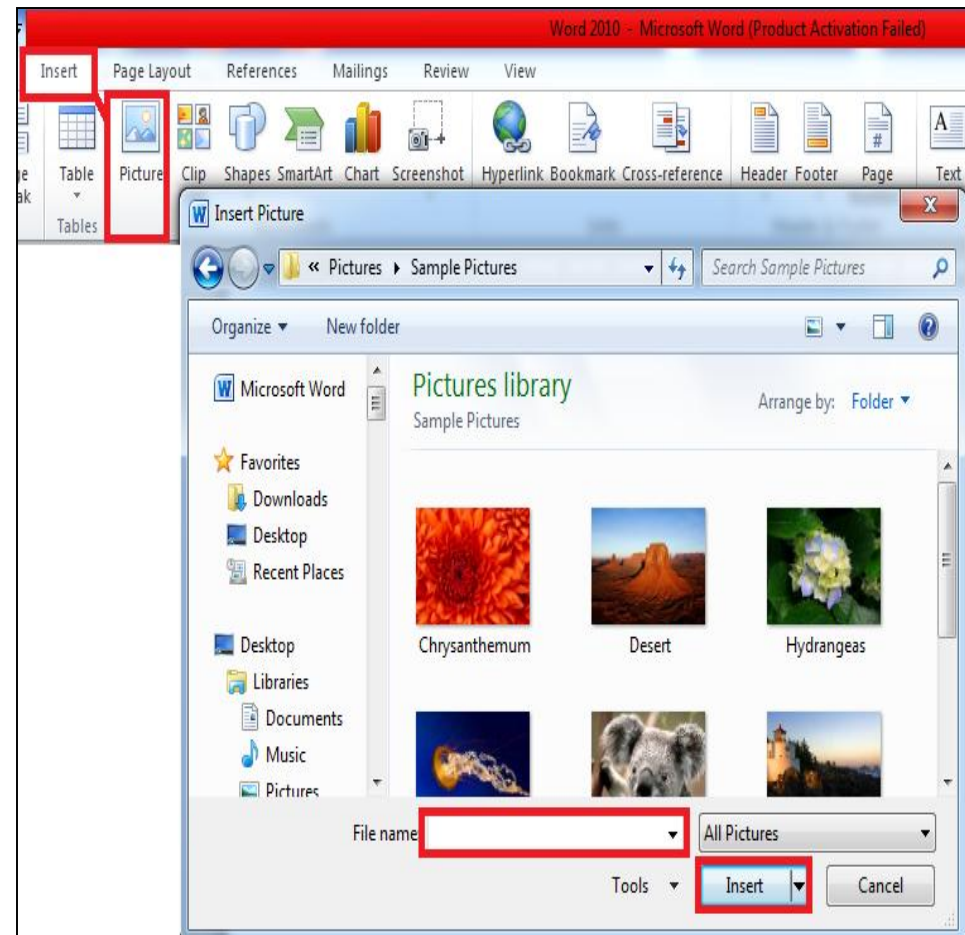 Word 2010 - Microsoft Word (Product Activation Failed)
Insert Page Layout References Mailings Review View
Table Picture Clip Shapes SmartArt Chart Screenshot Hyperlink Bookmark Cross-reference Header Footer Page Text
Tables
Insert Picture
« Pictures Sample Pictures Search Sample Pictures
Organize New folder
Microsoft Word
Pictures library
Sample Pictures
Arrange by: Folder
Favorites
Downloads
Desktop
Recent Places
Desktop
Libraries
Documents
Music
Pictures
Chrysanthemum Desert Hydrangeas
File name
All Pictures
Tools Insert Cancel